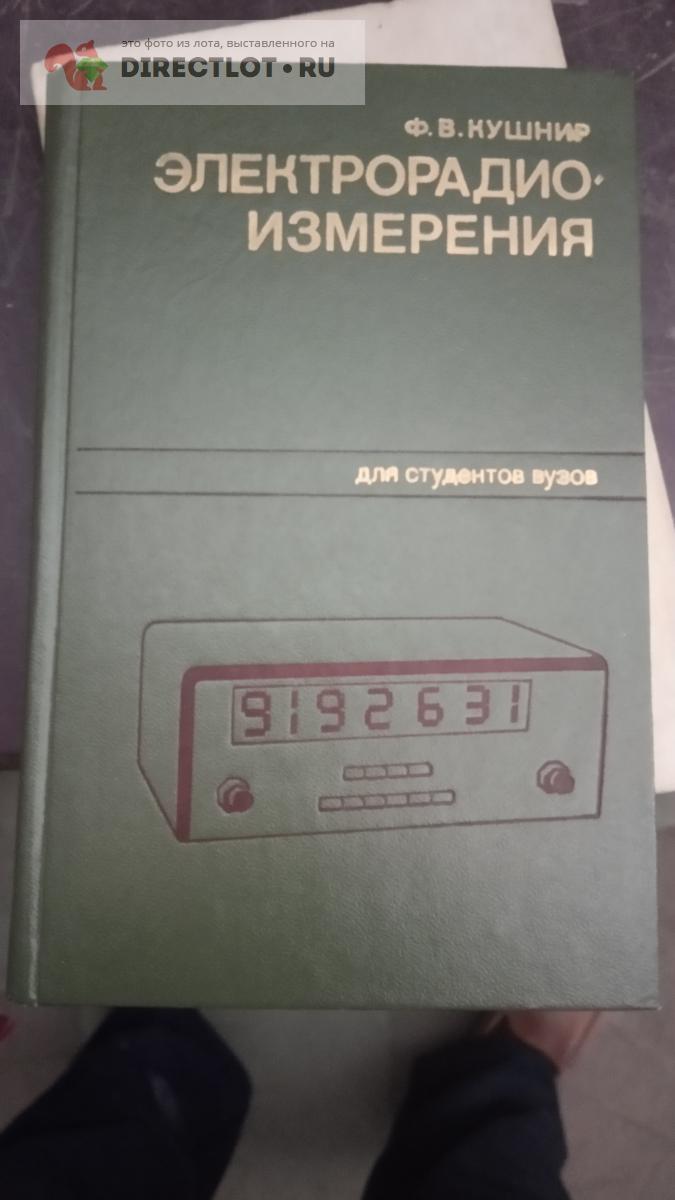 это фото из лота, выставленного на
DIRECTLOT.RU
Ф. В. КУШНИР
ЭЛЕКТРОРАДИО-
ИЗМЕРЕНИЯ
для студентов вузов
9192631